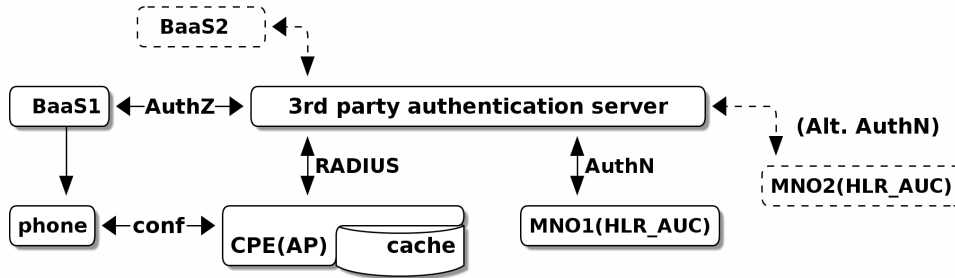 BaaS2
BaaS1
AuthZ
3rd party authentication server
(Alt. AuthN)
RADIUS
AuthN
MNO2(HLR_AUC)
phone
conf
CPE(AP)
cache
MNO1(HLR_AUC)